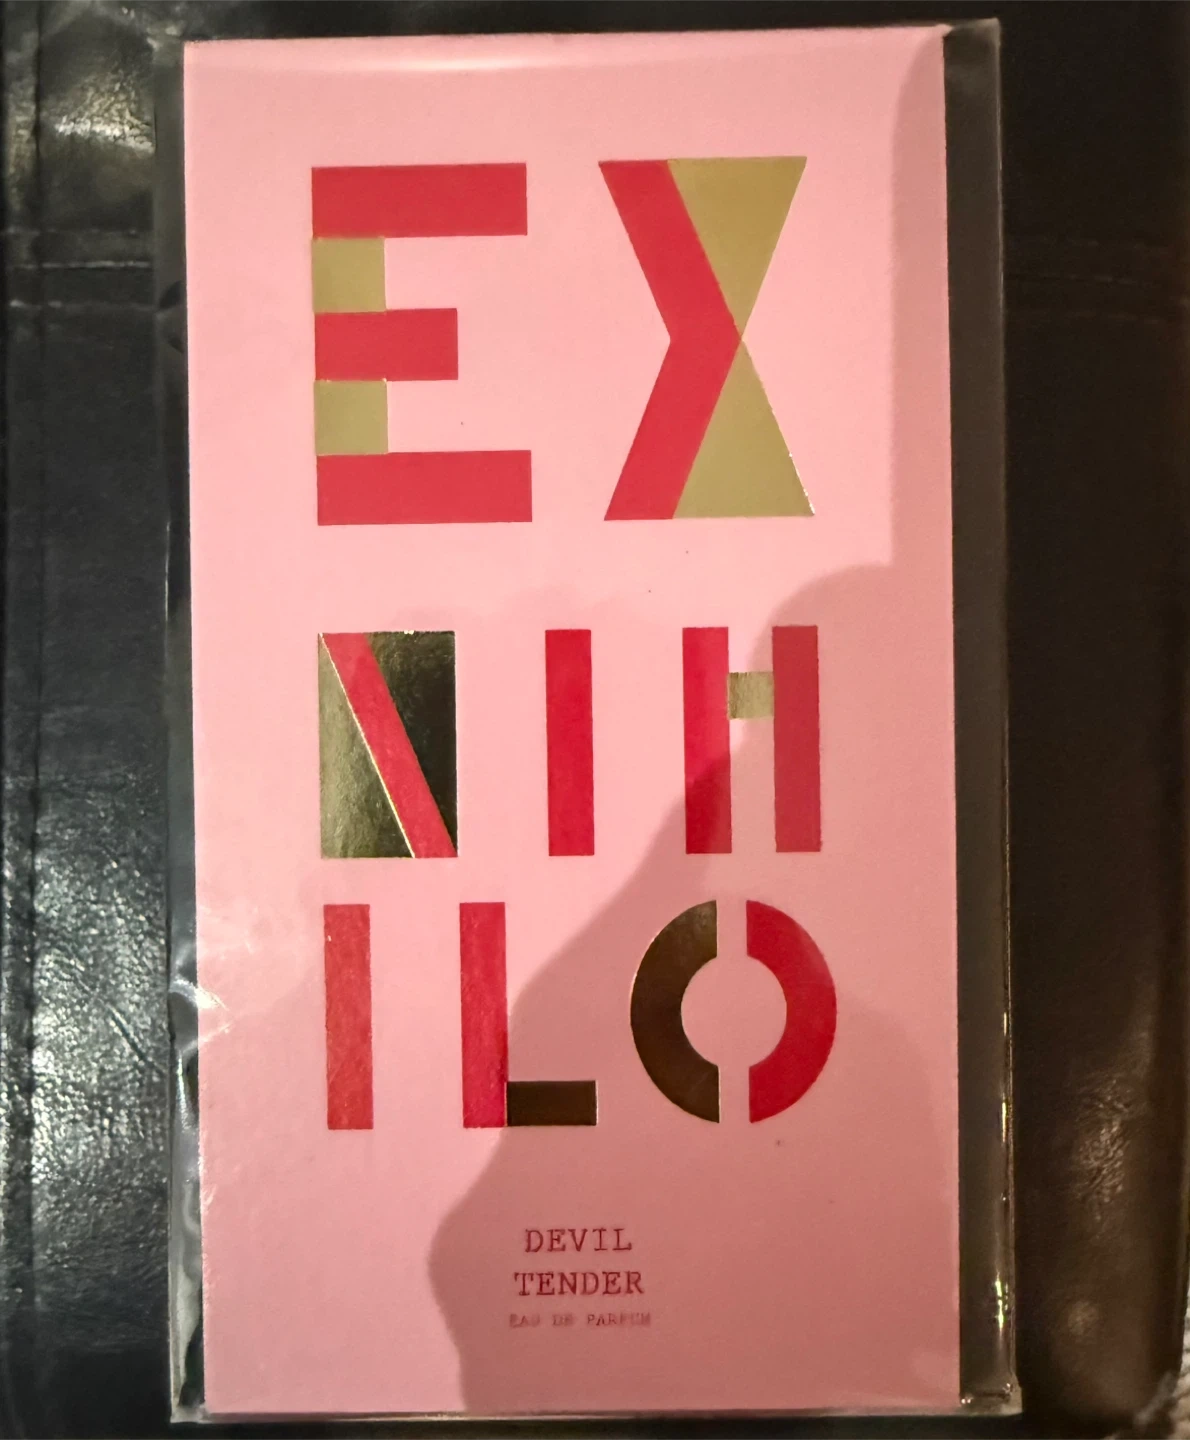 EX
NIH
ILO
DEVIL
TENDER
EAU DE PARFUM